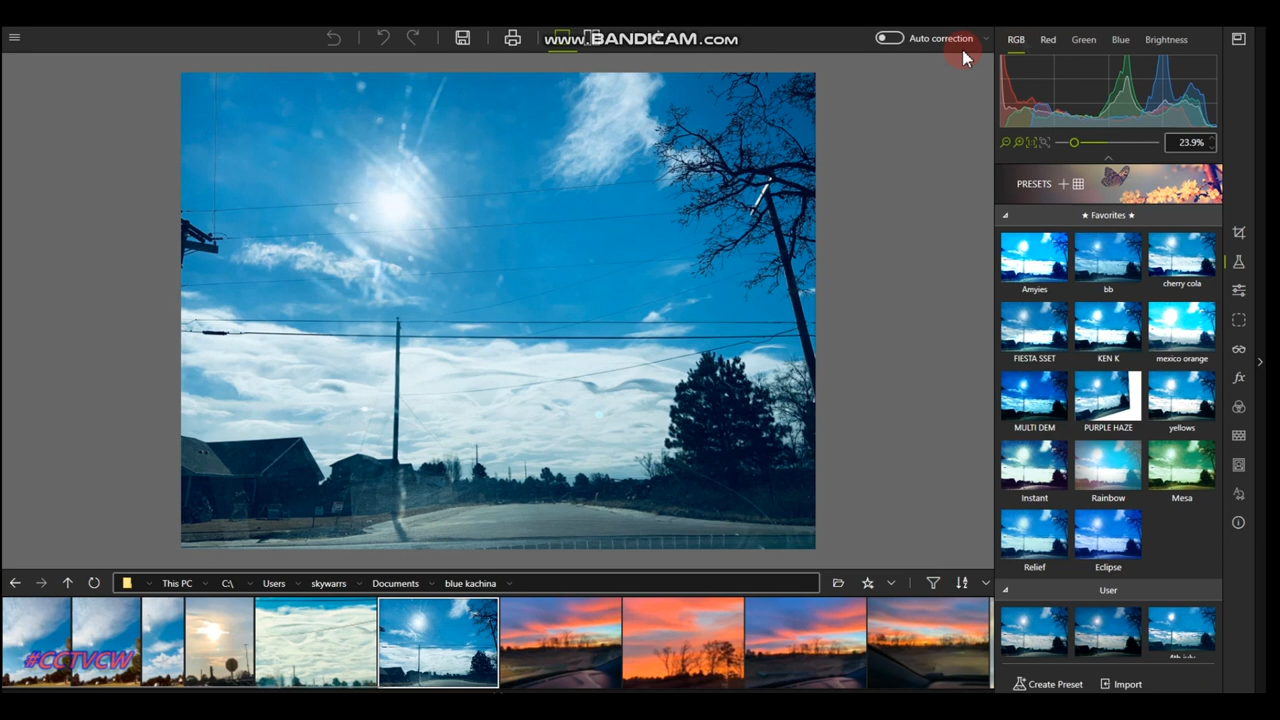 www.BANDICAM.com
Auto correction
RGB Red Green Blue Brightness
23.9%
PRESETS
★ Favorites ★
Amyies bb cherry cola
FIESTA SSET KEN K mexico orange
MULTI DEM PURPLE HAZE yellows
Instant Rainbow Mesa
Relief Eclipse
This PC C:\ Users skywarrs Documents blue kachina
User
#CCTVCW
4th july
Create Preset Import